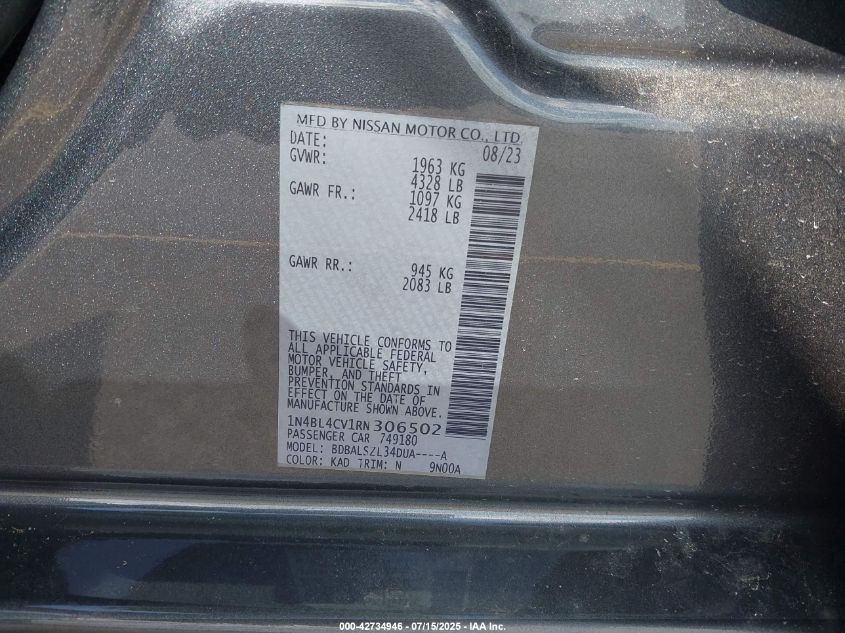 MFD BY NISSAN MOTOR CO., LTD.
DATE: 08/23
GVWR: 1963 KG
4328 LB
GAWR FR.: 1097 KG
2418 LB
GAWR RR.: 945 KG
2083 LB
THIS VEHICLE CONFORMS TO
ALL APPLICABLE FEDERAL
MOTOR VEHICLE SAFETY,
BUMPER, AND THEFT
PREVENTION STANDARDS IN
EFFECT ON THE DATE OF
MANUFACTURE SHOWN ABOVE.
1N4BL4CV1RN306502
PASSENGER CAR 749180
MODEL: BDBALSZL34DUA----A
COLOR: KAD TRIM: N 9N00A
000-42734946 - 07/15/2025 - IAA Inc.